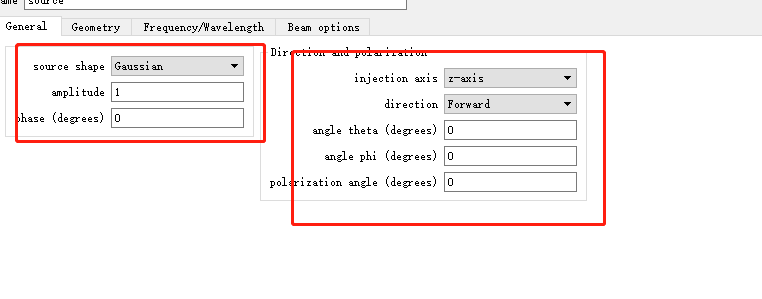 ame source
General Geometry Frequency/Wavelength Beam options
source shape Gaussian
amplitude 1
phase (degrees) 0
Direction and polarization
injection axis z-axis
direction Forward
angle theta (degrees) 0
angle phi (degrees) 0
polarization angle (degrees) 0